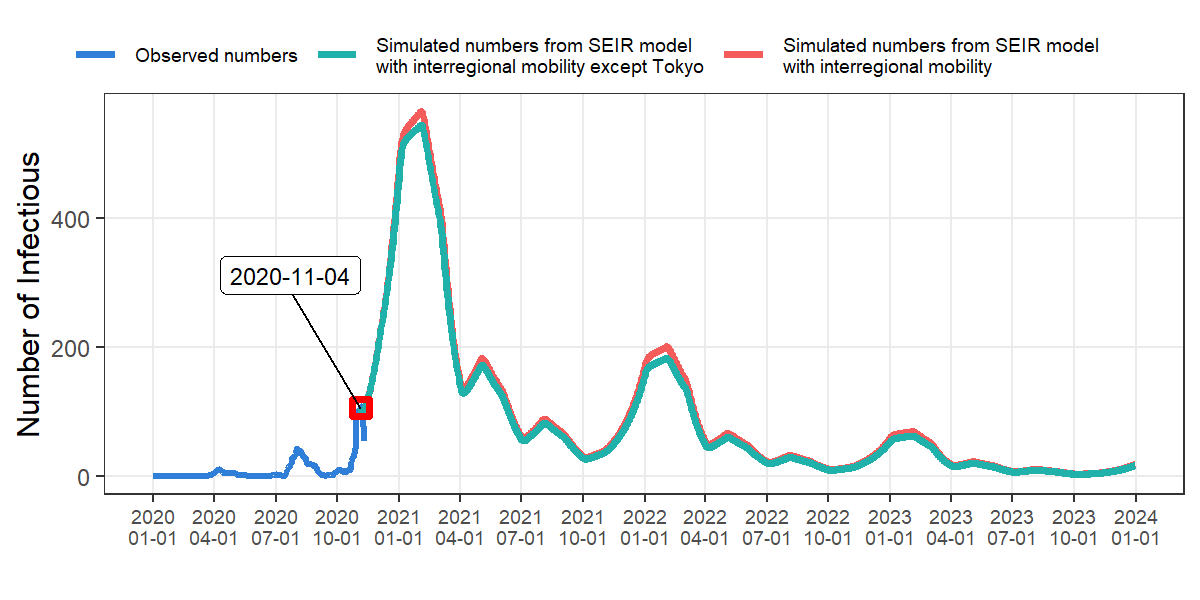 Observed numbers
Simulated numbers from SEIR model
with interregional mobility except Tokyo
Simulated numbers from SEIR model
with interregional mobility
Number of Infectious
400
200
0
2020-11-04
2020 2020 2020 2020 2021 2021 2021 2021 2022 2022 2022 2022 2023 2023 2023 2023 2024
01-01 04-01 07-01 10-01 01-01 04-01 07-01 10-01 01-01 04-01 07-01 10-01 01-01 04-01 07-01 10-01 01-01